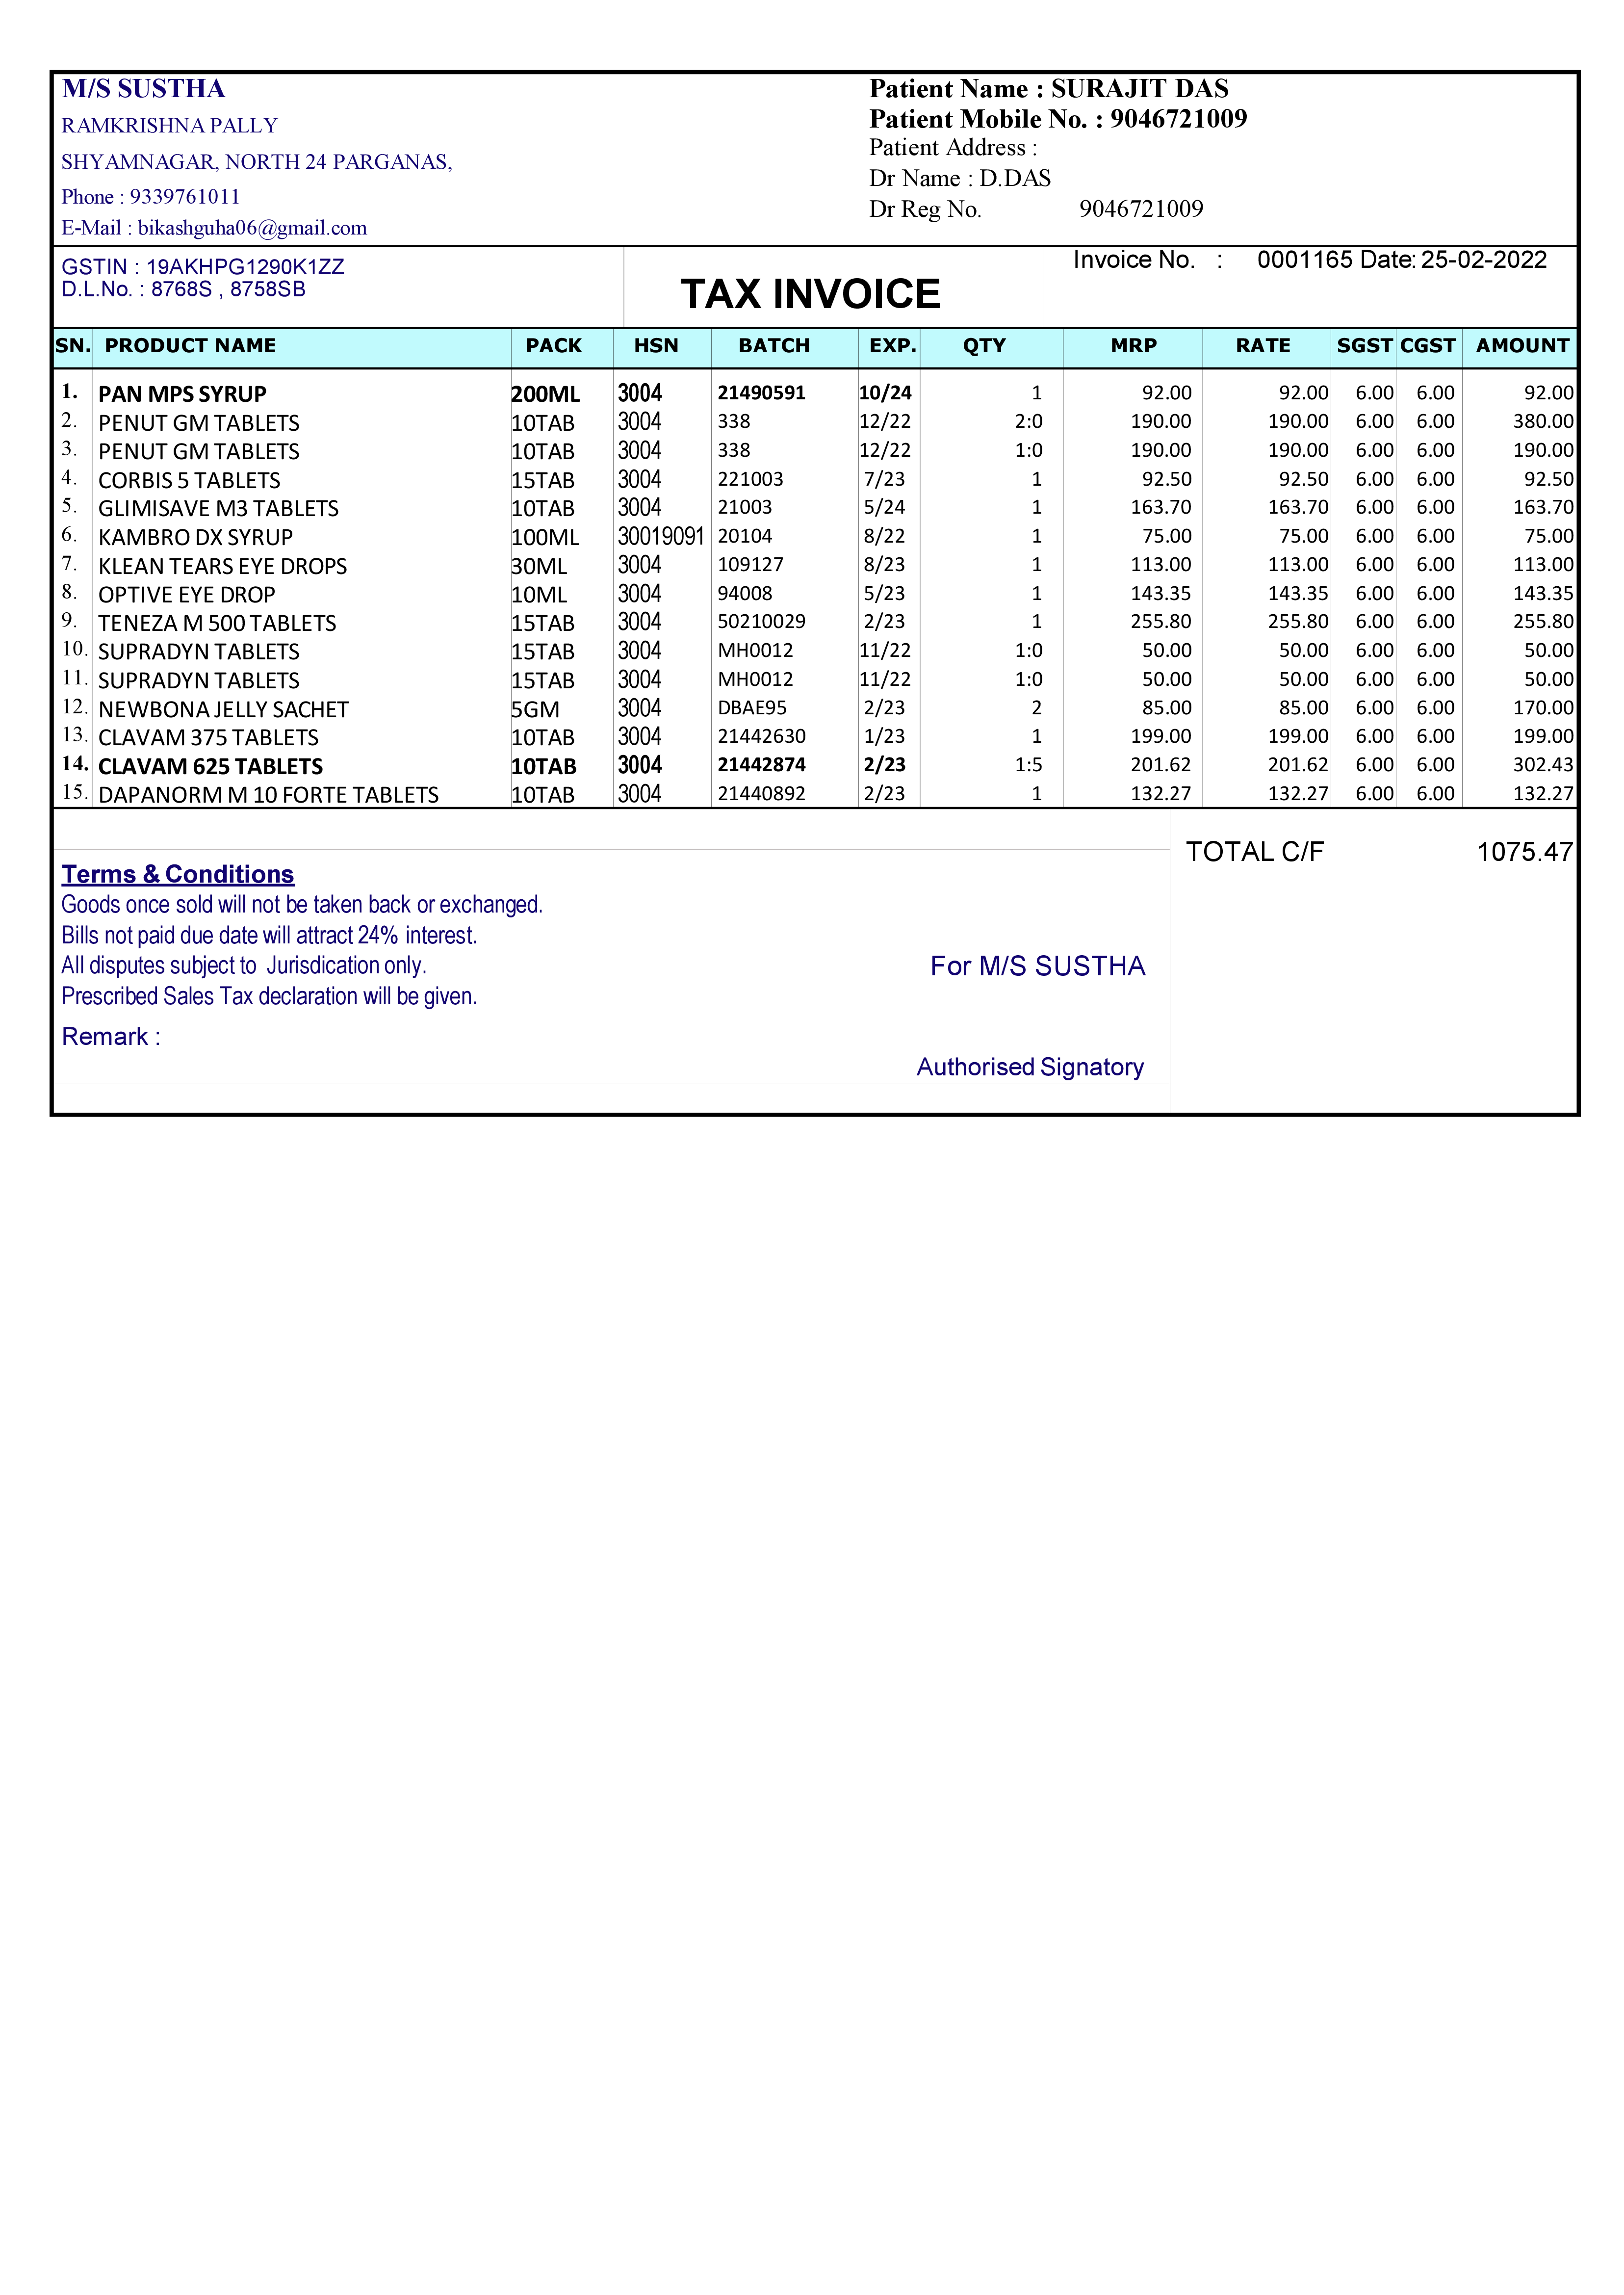 M/S SUSTHA
RAMKRISHNA PALLY
SHYAMNAGAR, NORTH 24 PARGANAS,
Phone : 9339761011
E-Mail : bikashguha06@gmail.com
Patient Name : SURAJIT DAS
Patient Mobile No. : 9046721009
Patient Address :
Dr Name : D.DAS
Dr Reg No. 9046721009
GSTIN : 19AKHPG1290K1ZZ
D.L.No. : 8768S , 8758SB
TAX INVOICE
Invoice No. : 0001165 Date: 25-02-2022
SN. PRODUCT NAME PACK HSN BATCH EXP. QTY MRP RATE SGST CGST AMOUNT
1. PAN MPS SYRUP 200ML 3004 21490591 10/24 1 92.00 92.00 6.00 6.00 92.00
2. PENUT GM TABLETS 10TAB 3004 338 12/22 2:0 190.00 190.00 6.00 6.00 380.00
3. PENUT GM TABLETS 10TAB 3004 338 12/22 1:0 190.00 190.00 6.00 6.00 190.00
4. CORBIS 5 TABLETS 15TAB 3004 221003 7/23 1 92.50 92.50 6.00 6.00 92.50
5. GLIMISAVE M3 TABLETS 10TAB 3004 21003 5/24 1 163.70 163.70 6.00 6.00 163.70
6. KAMBRO DX SYRUP 100ML 30019091 20104 8/22 1 75.00 75.00 6.00 6.00 75.00
7. KLEAN TEARS EYE DROPS 30ML 3004 109127 8/23 1 113.00 113.00 6.00 6.00 113.00
8. OPTIVE EYE DROP 10ML 3004 94008 5/23 1 143.35 143.35 6.00 6.00 143.35
9. TENEZA M 500 TABLETS 15TAB 3004 50210029 2/23 1 255.80 255.80 6.00 6.00 255.80
10. SUPRADYN TABLETS 15TAB 3004 MH0012 11/22 1:0 50.00 50.00 6.00 6.00 50.00
11. SUPRADYN TABLETS 15TAB 3004 MH0012 11/22 1:0 50.00 50.00 6.00 6.00 50.00
12. NEWBONA JELLY SACHET 5GM 3004 DBAE95 2/23 2 85.00 85.00 6.00 6.00 170.00
13. CLAVAM 375 TABLETS 10TAB 3004 21442630 1/23 1 199.00 199.00 6.00 6.00 199.00
14. CLAVAM 625 TABLETS 10TAB 3004 21442874 2/23 1:5 201.62 201.62 6.00 6.00 302.43
15. DAPANORM M 10 FORTE TABLETS 10TAB 3004 21440892 2/23 1 132.27 132.27 6.00 6.00 132.27
TOTAL C/F 1075.47
Terms & Conditions
Goods once sold will not be taken back or exchanged.
Bills not paid due date will attract 24% interest.
All disputes subject to Jurisdication only.
Prescribed Sales Tax declaration will be given.
For M/S SUSTHA
Remark :
Authorised Signatory